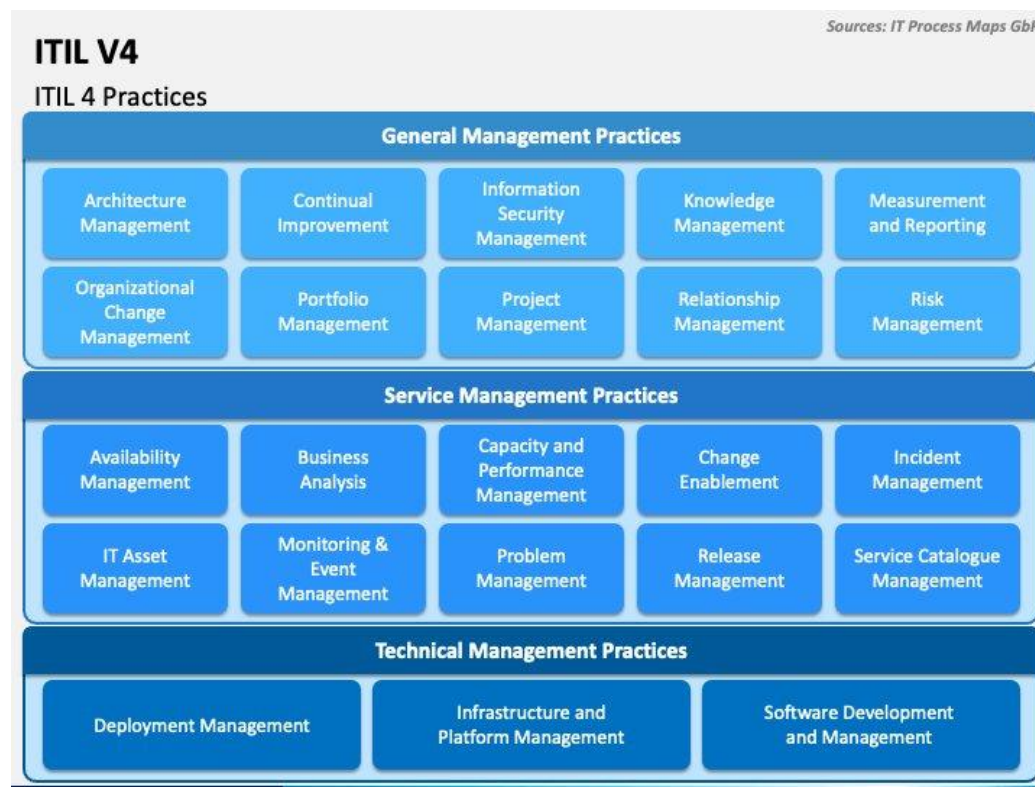 Sources: IT Process Maps Gbh
ITIL V4
ITIL 4 Practices
General Management Practices
Architecture
Management
Continual
Improvement
Information
Security
Management
Knowledge
Management
Measurement
and Reporting
Organizational
Change
Management
Portfolio
Management
Project
Management
Relationship
Management
Risk
Management
Service Management Practices
Availability
Management
Business
Analysis
Capacity and
Performance
Management
Change
Enablement
Incident
Management
IT Asset
Management
Monitoring &
Event
Management
Problem
Management
Release
Management
Service Catalogue
Management
Technical Management Practices
Deployment Management
Infrastructure and
Platform Management
Software Development
and Management